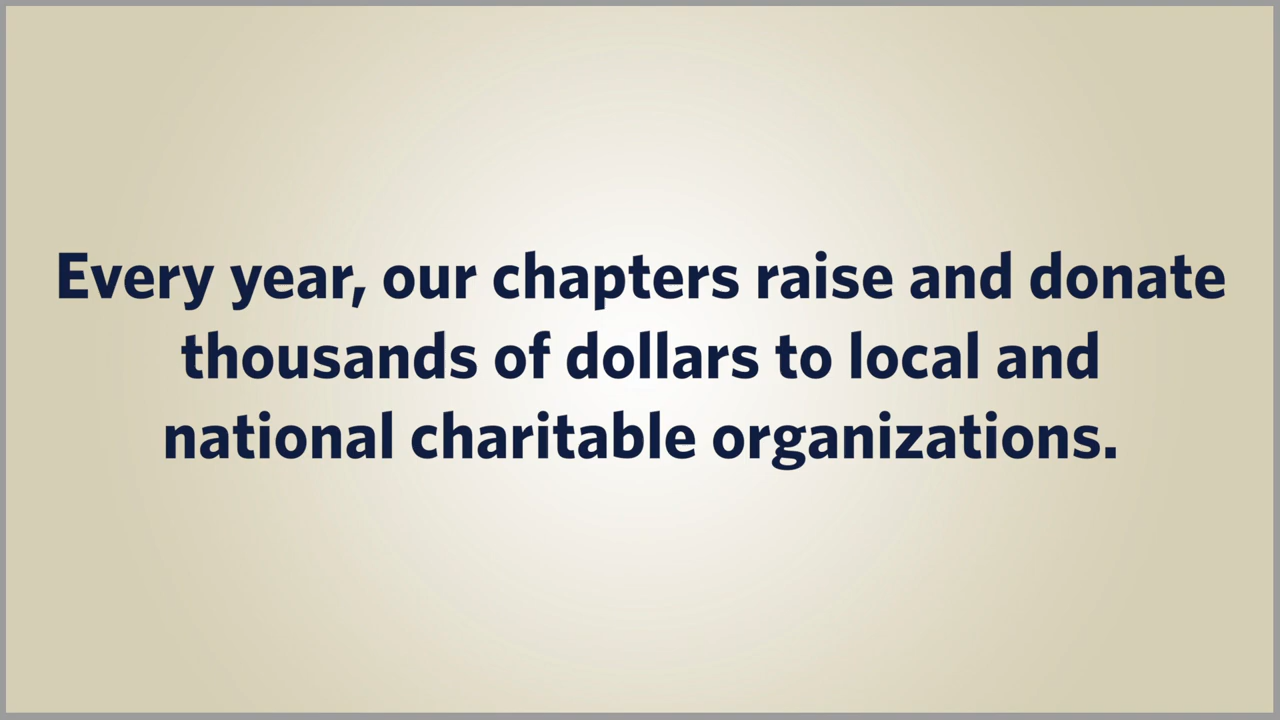 Every year, our chapters raise and donate
thousands of dollars to local and
national charitable organizations.